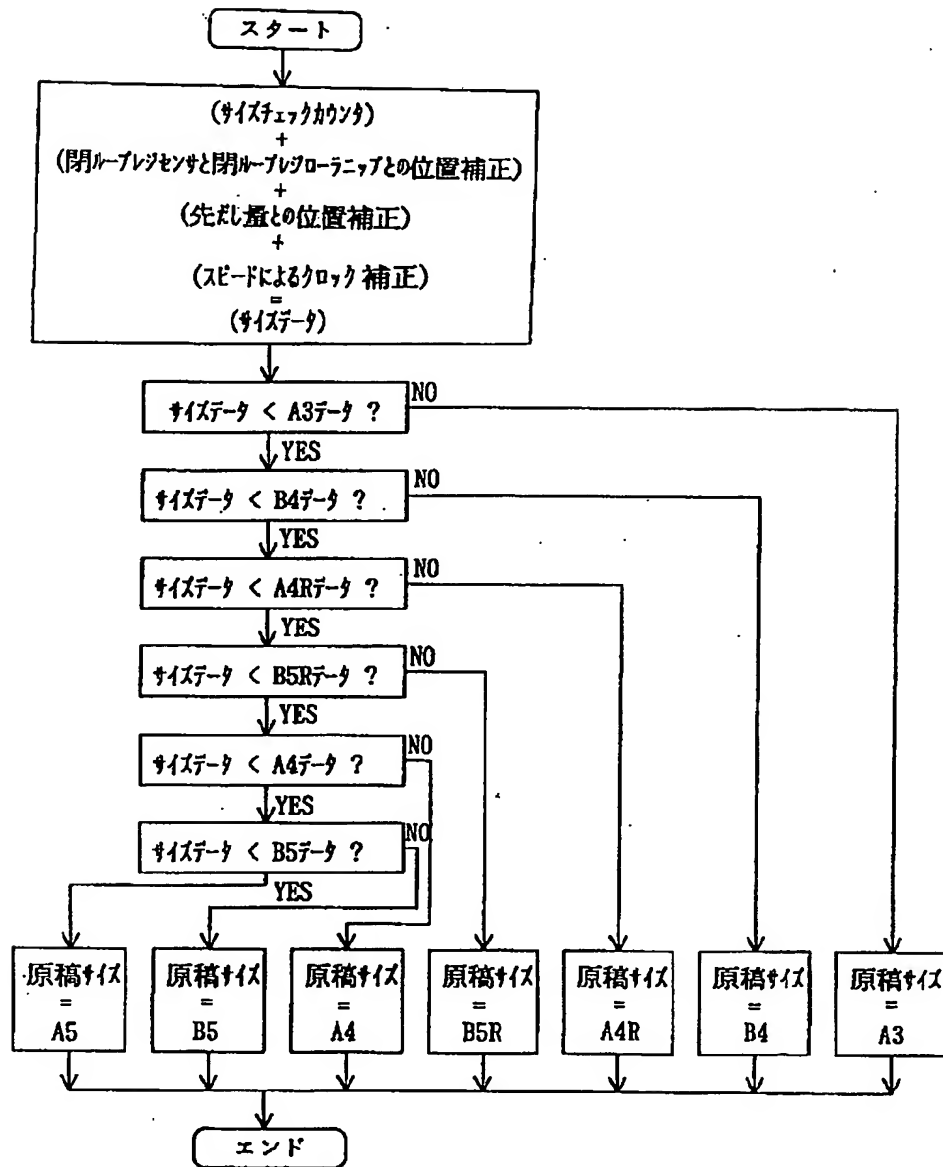 スタート
(サイズチェックカウンタ)
+
(閉ループレジセンサと閉ループレジローラニップとの位置補正)
+
(先だし量との位置補正)
+
(スピードによるクロック補正)
=
(サイズデータ)
サイズデータ < A3データ ?
NO
YES
サイズデータ < B4データ ?
NO
YES
サイズデータ < A4Rデータ ?
NO
YES
サイズデータ < B5Rデータ ?
NO
YES
サイズデータ < A4データ ?
NO
YES
サイズデータ < B5データ ?
NO
YES
原稿サイズ
=
A5
原稿サイズ
=
B5
原稿サイズ
=
A4
原稿サイズ
=
B5R
原稿サイズ
=
A4R
原稿サイズ
=
B4
原稿サイズ
=
A3
エンド